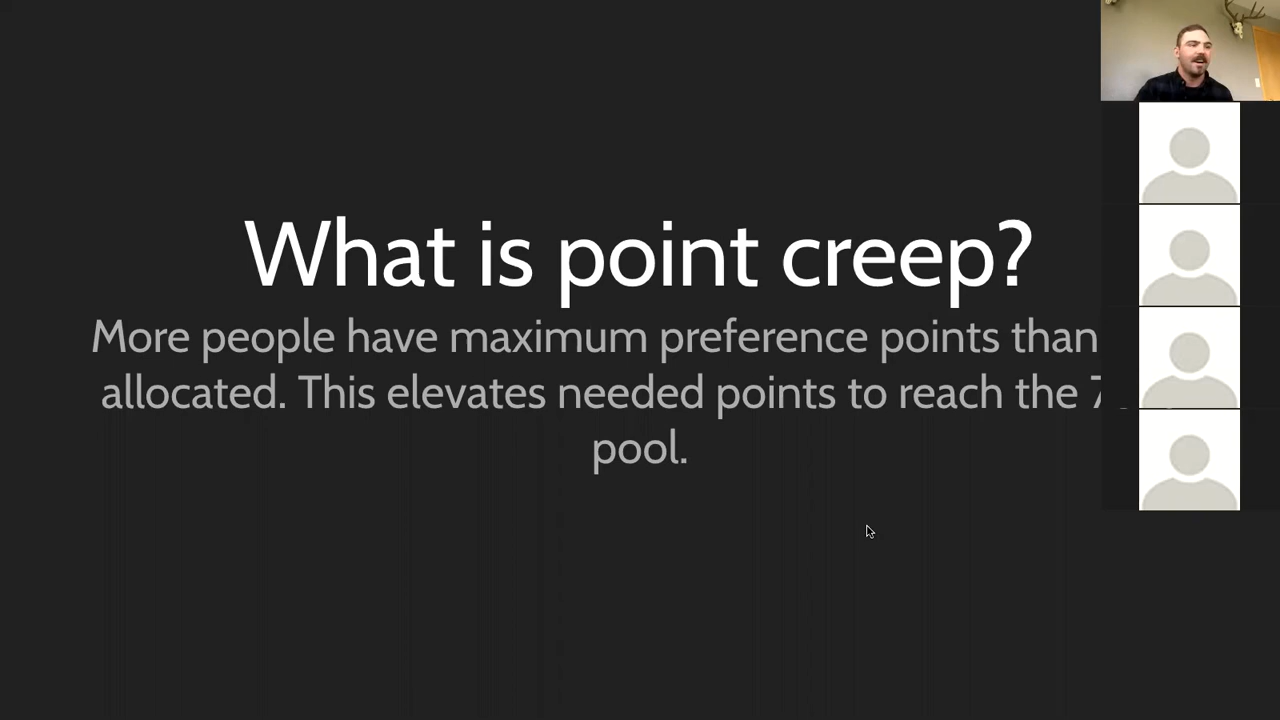 What is point creep?
More people have maximum preference points than
allocated. This elevates needed points to reach the
pool.